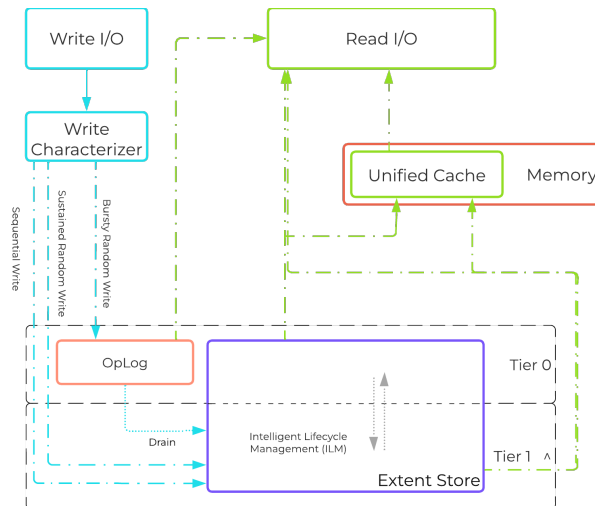 Write I/O
Read I/O
Write
Characterizer
Unified Cache
Memory
Sequential Write
Sustained Random Write
Bursty Random Write
OpLog
Tier 0
Drain
Intelligent Lifecycle
Management (ILM)
Tier 1 ^
Extent Store